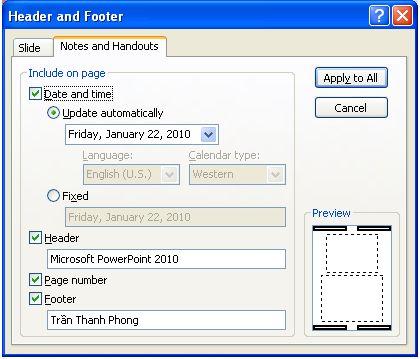 Header and Footer
Slide
Notes and Handouts
Include on page
Date and time
Update automatically
Friday, January 22, 2010
Language:
Calendar type:
English (U.S.)
Western
Fixed
Friday, January 22, 2010
Header
Microsoft PowerPoint 2010
Page number
Footer
Trần Thanh Phong
Apply to All
Cancel
Preview